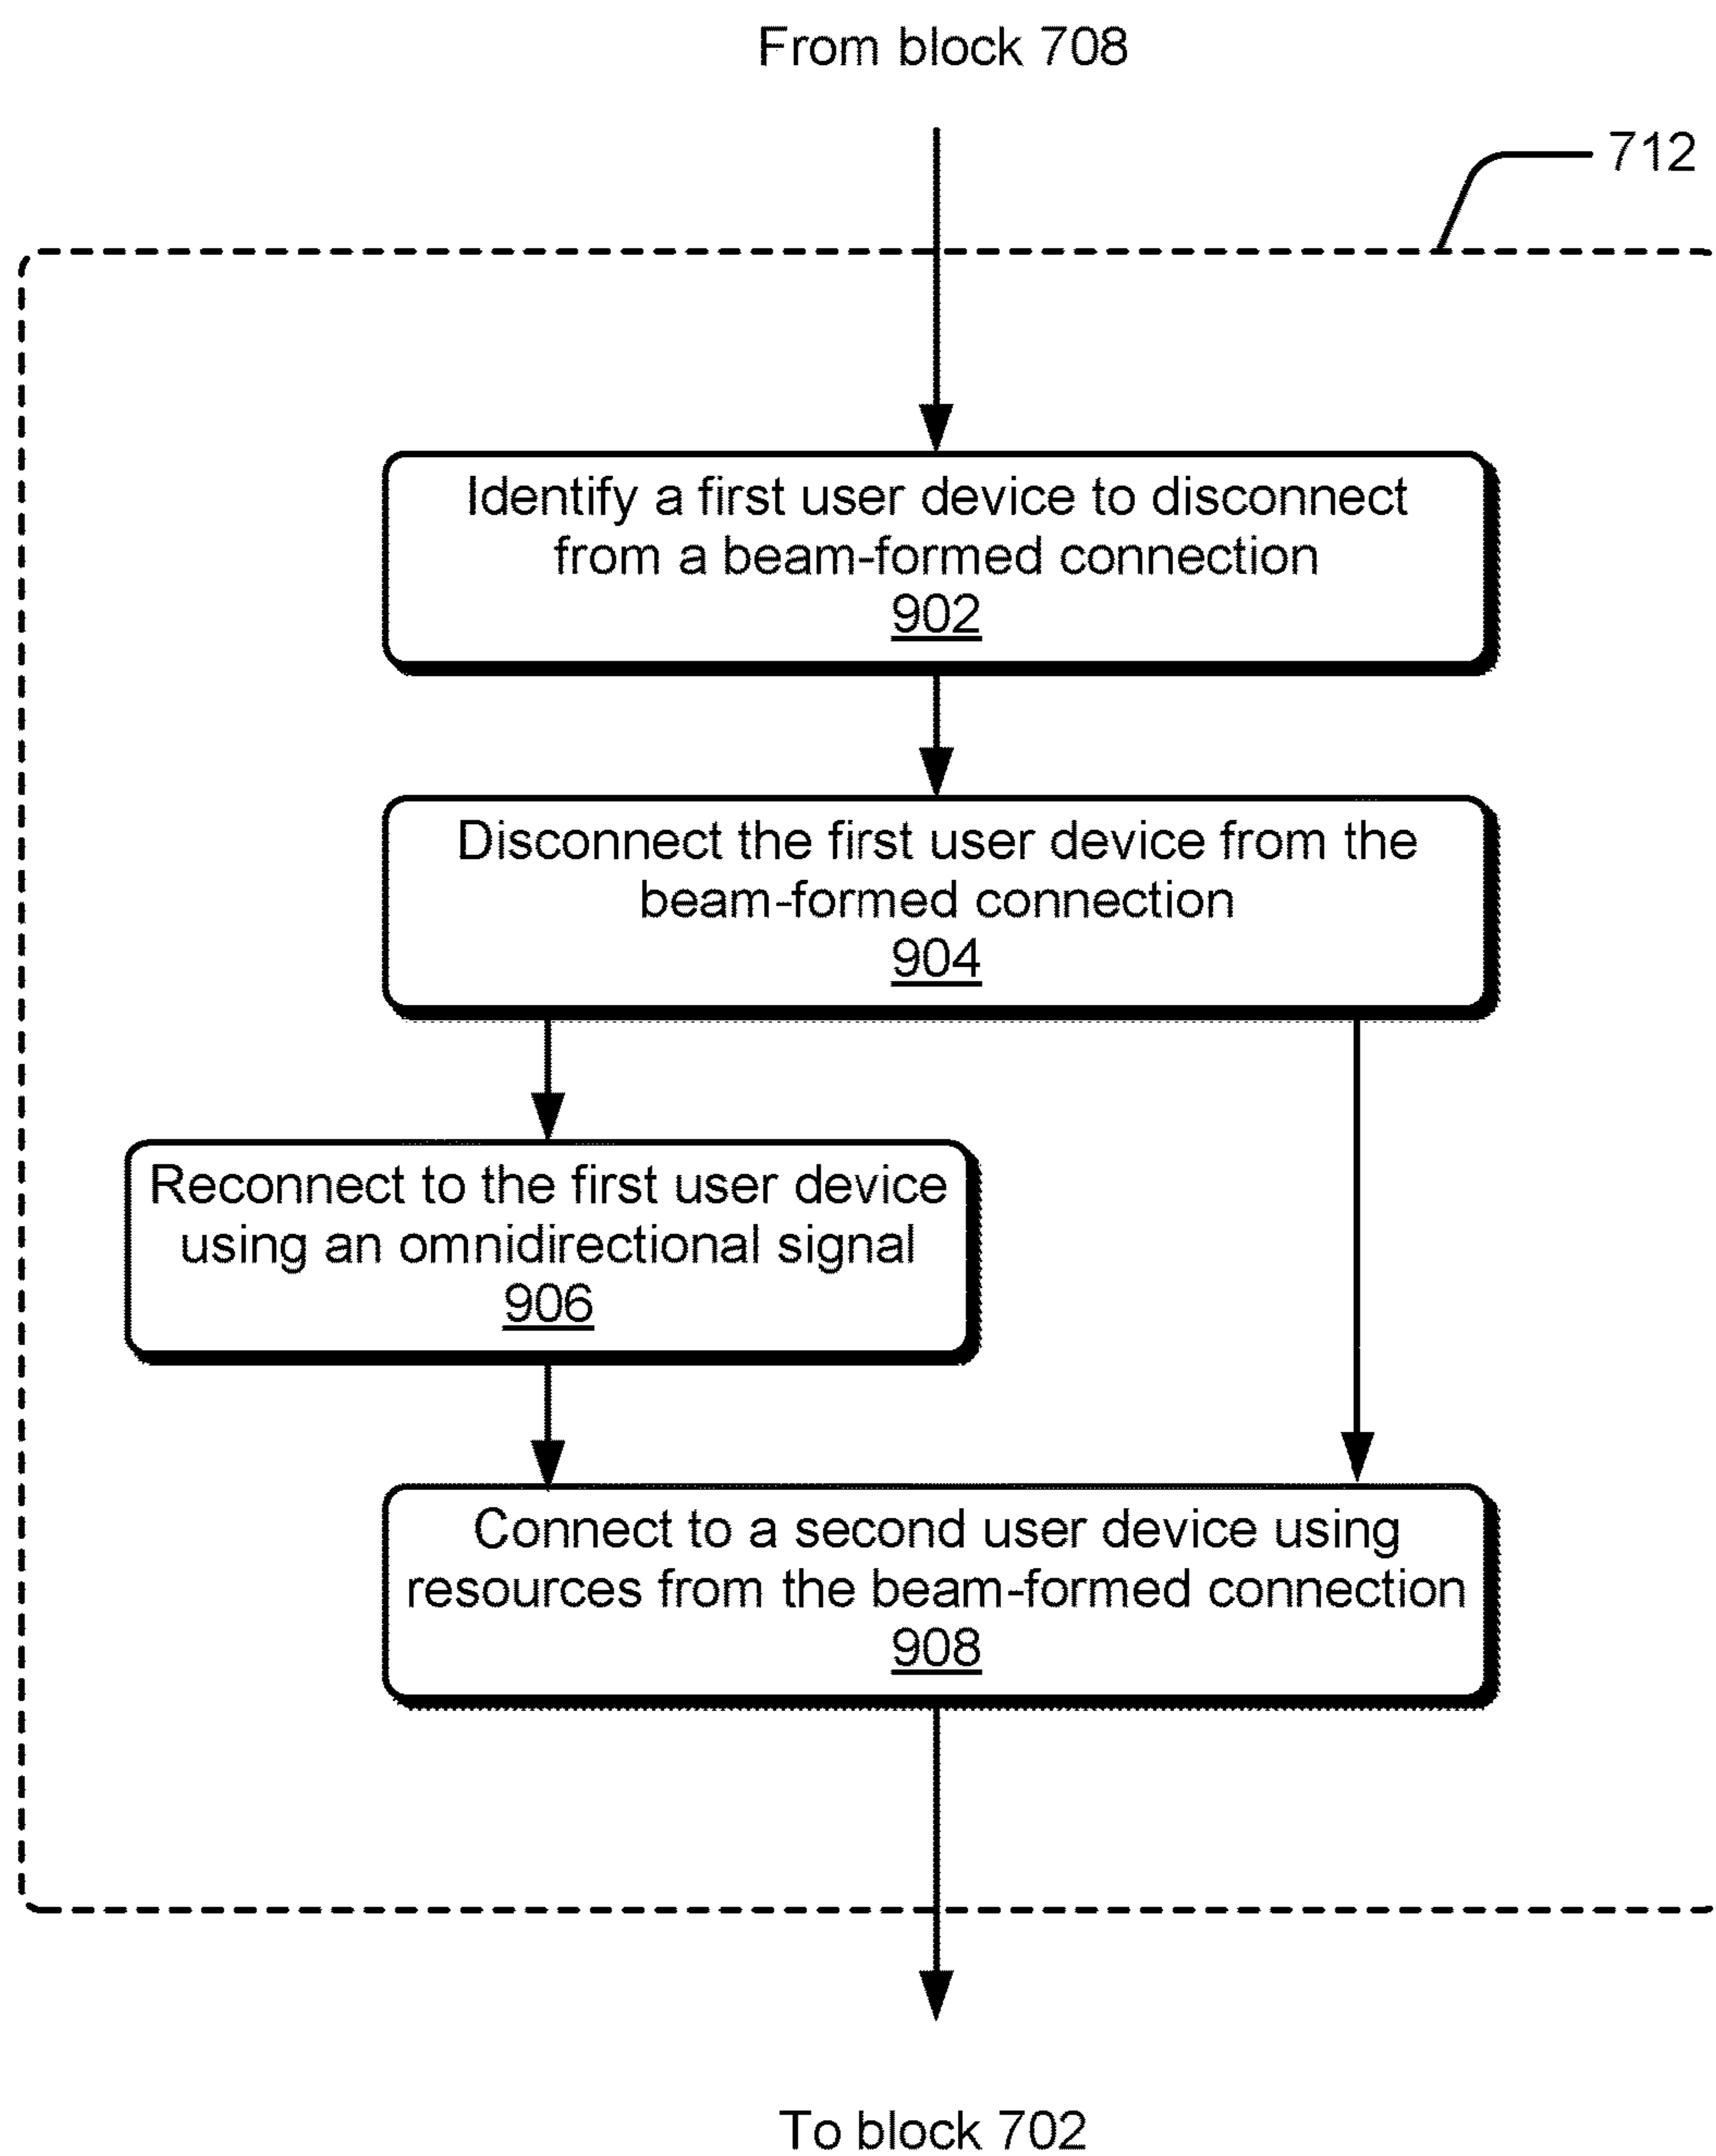 From block 708
712
Identify a first user device to disconnect
from a beam-formed connection
902
Disconnect the first user device from the
beam-formed connection
904
Reconnect to the first user device
using an omnidirectional signal
906
Connect to a second user device using
resources from the beam-formed connection
908
To block 702